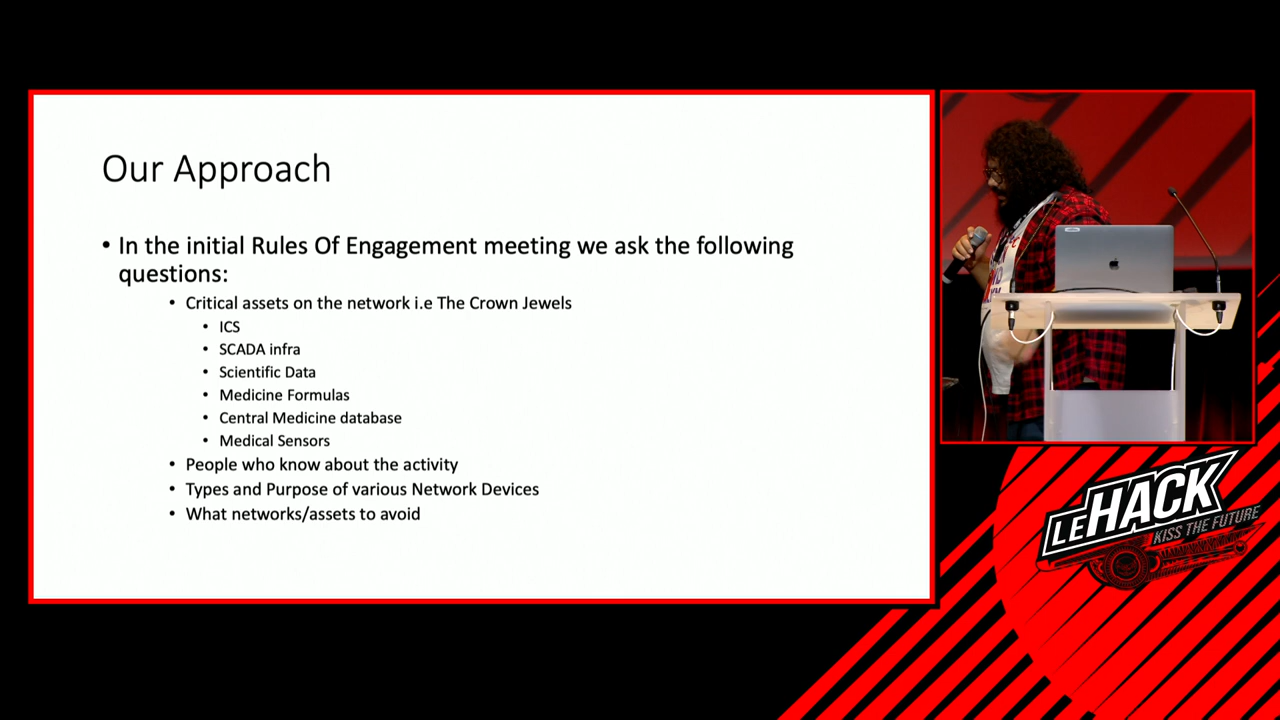 Our Approach
• In the initial Rules Of Engagement meeting we ask the following
questions:
• Critical assets on the network i.e The Crown Jewels
• ICS
• SCADA infra
• Scientific Data
• Medicine Formulas
• Central Medicine database
• Medical Sensors
• People who know about the activity
• Types and Purpose of various Network Devices
• What networks/assets to avoid
LEHACK
KISS THE FUTURE